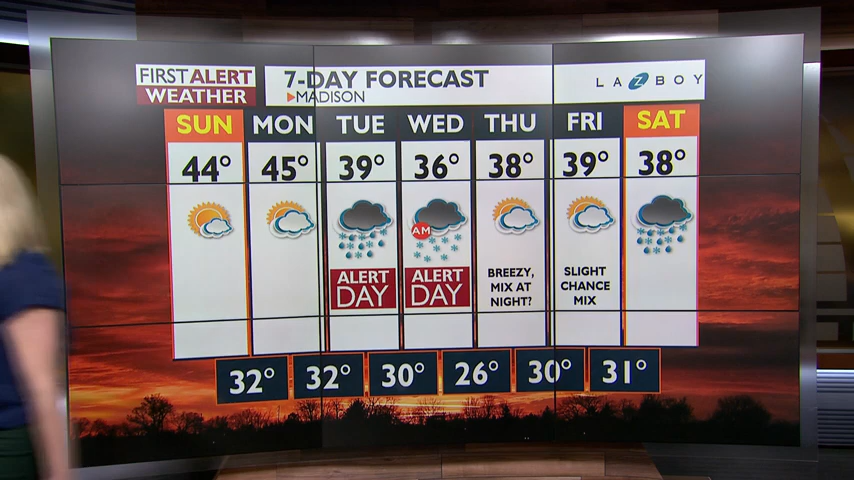 FIRST ALERT
WEATHER
7-DAY FORECAST
MADISON
LA Z BOY
SUN MON TUE WED THU FRI SAT
44° 45° 39° 36° 38° 39° 38°
AM
ALERT
DAY
ALERT
DAY
BREEZY,
MIX AT
NIGHT?
SLIGHT
CHANCE
MIX
32° 32° 30° 26° 30° 31°